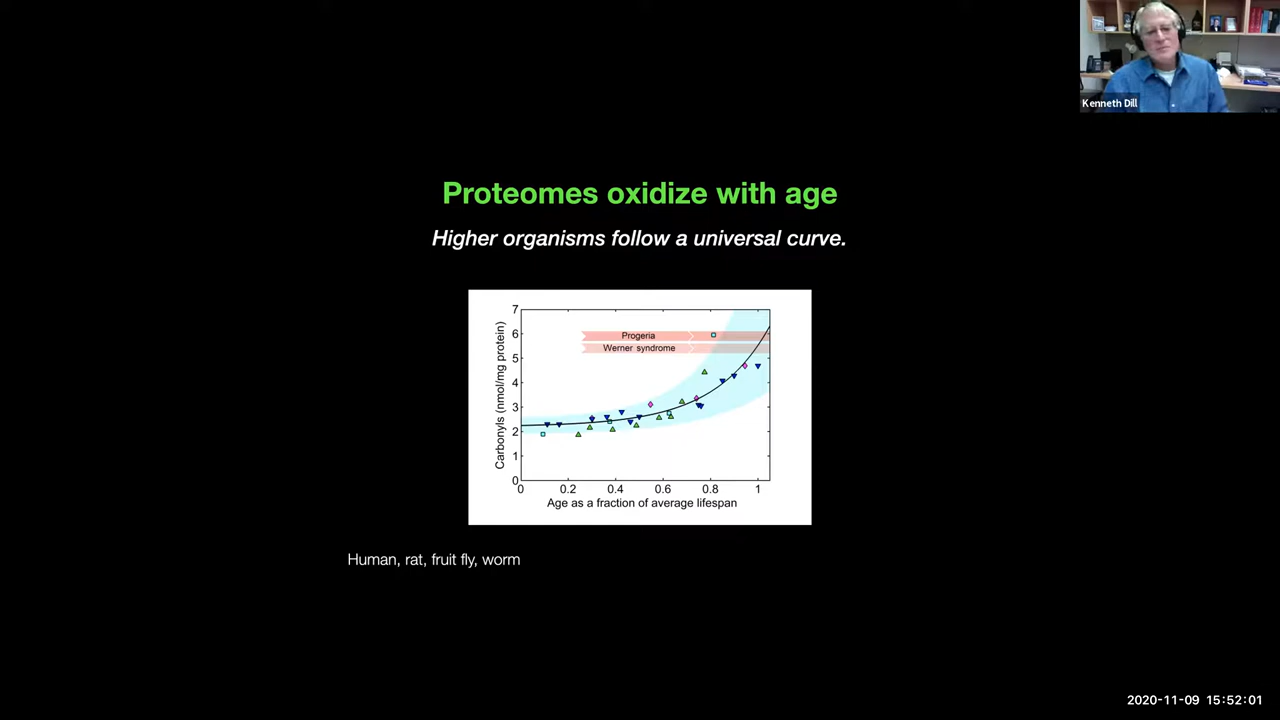 Kenneth Dill
Proteomes oxidize with age
Higher organisms follow a universal curve.
7
6
5
4
3
2
1
0
Carbonyls (nmol/mg protein)
Progeria
Werner syndrome
0 0.2 0.4 0.6 0.8 1
Age as a fraction of average lifespan
Human, rat, fruit fly, worm
2020-11-09 15:52:01